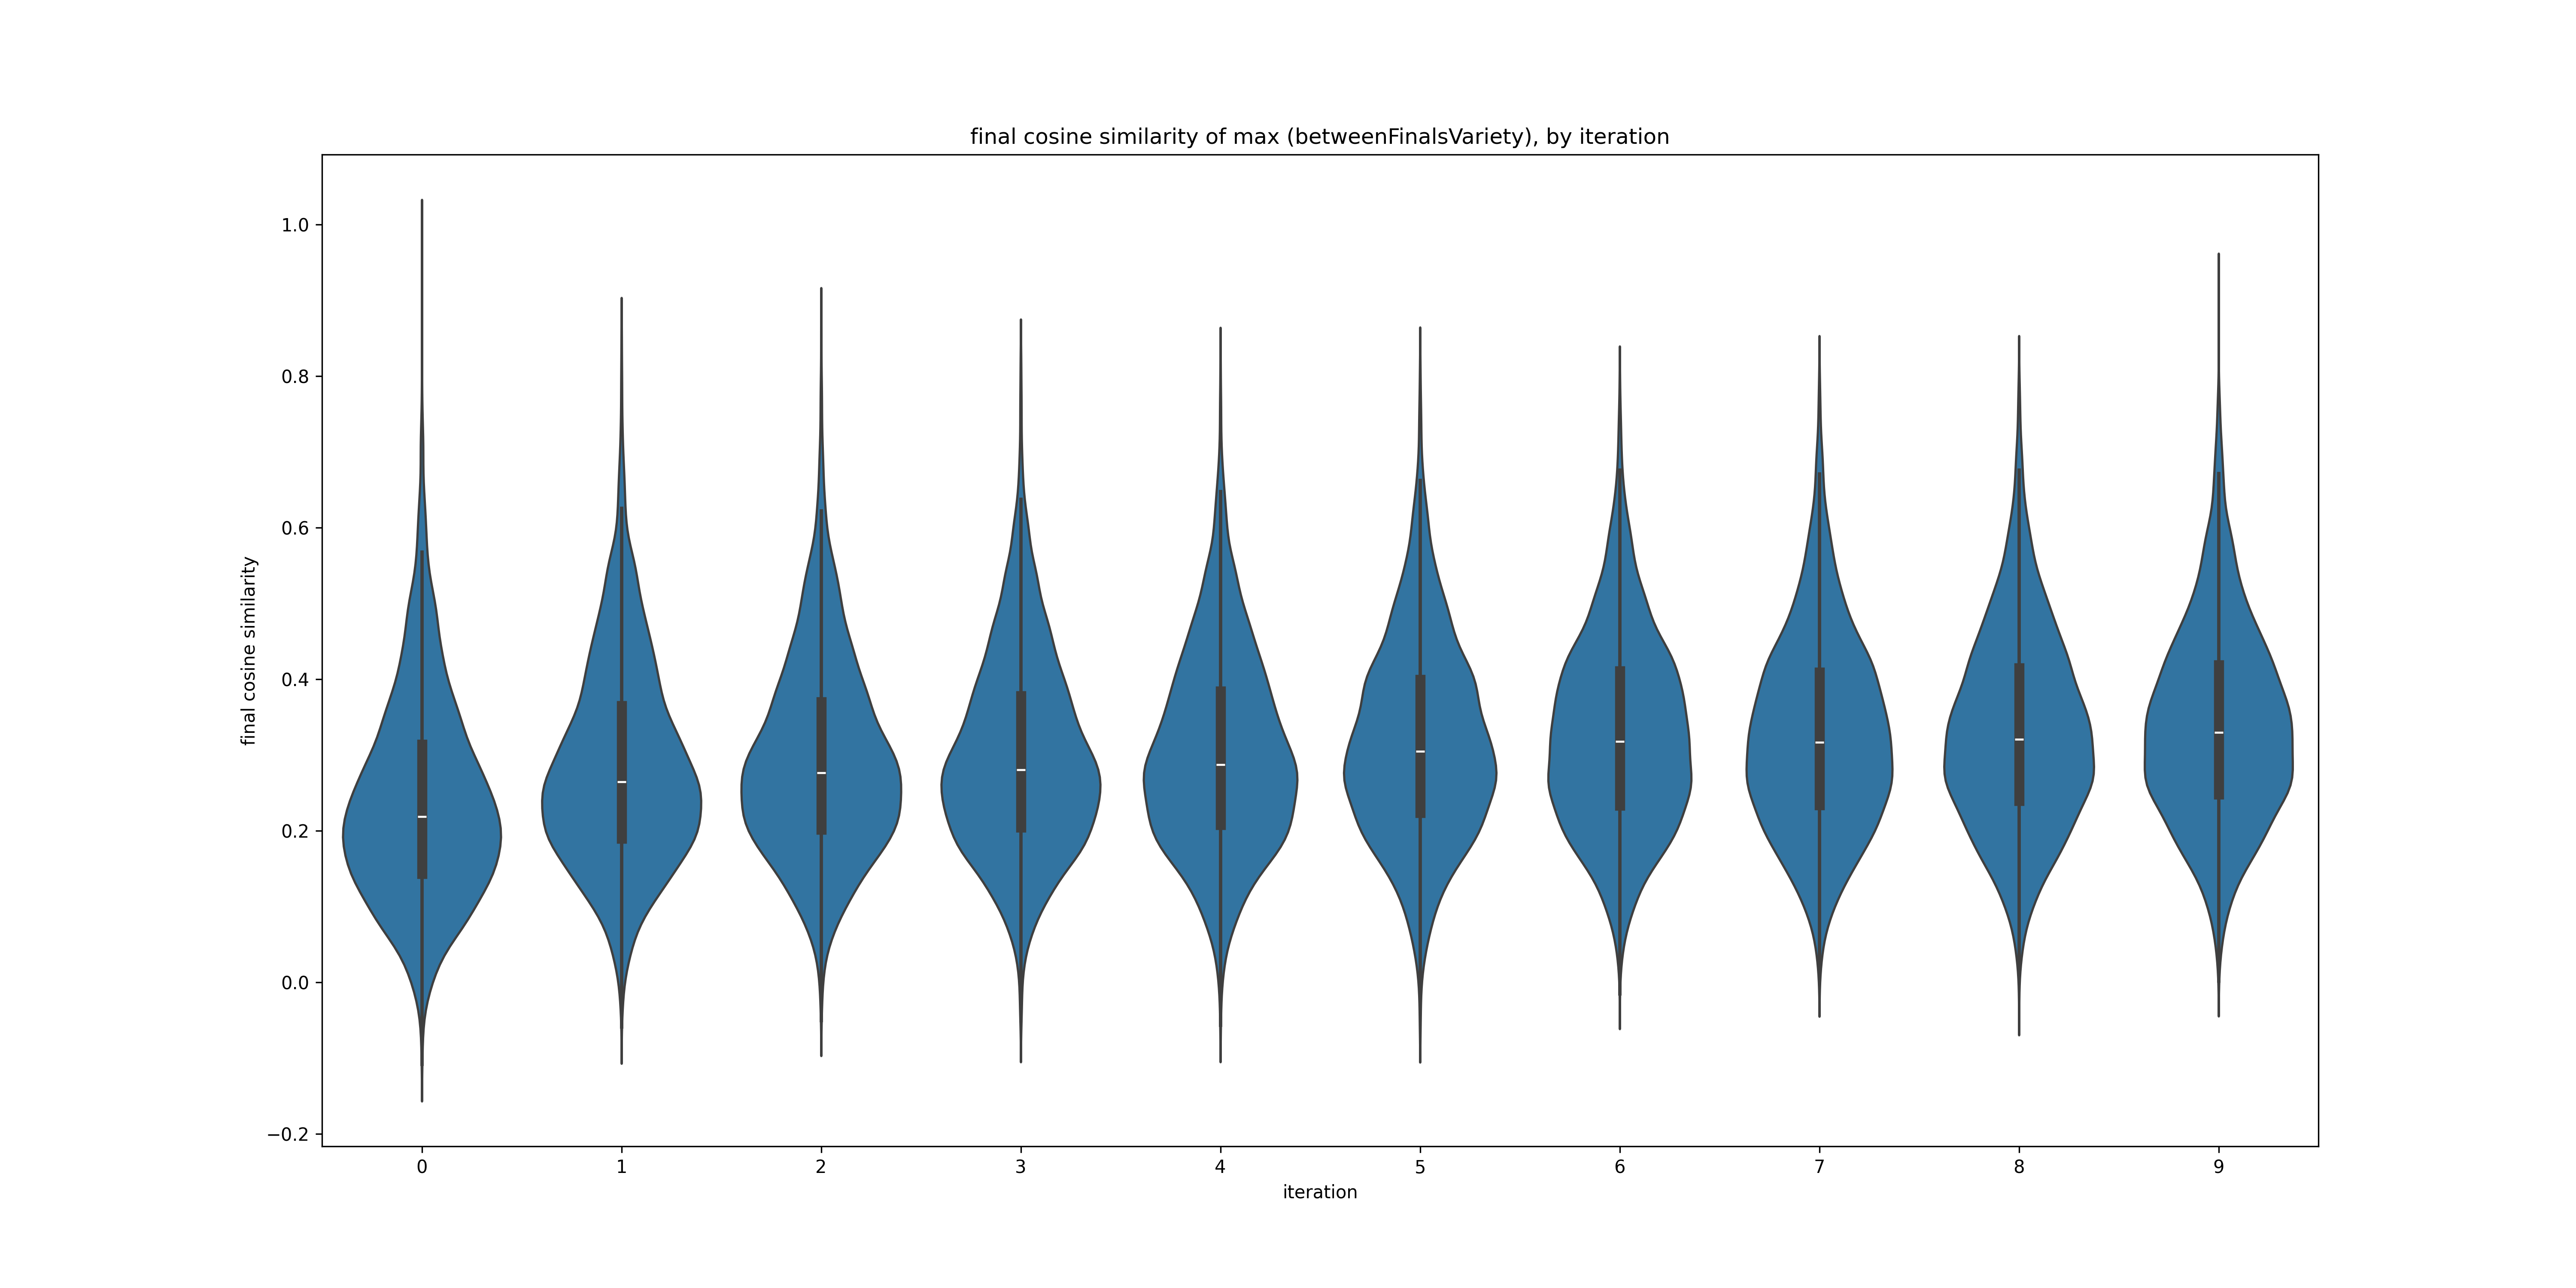 final cosine similarity of max (betweenFinalsVariety), by iteration
1.0
0.8
0.6
0.4
0.2
0.0
−0.2
final cosine similarity
0 1 2 3 4 5 6 7 8 9
iteration